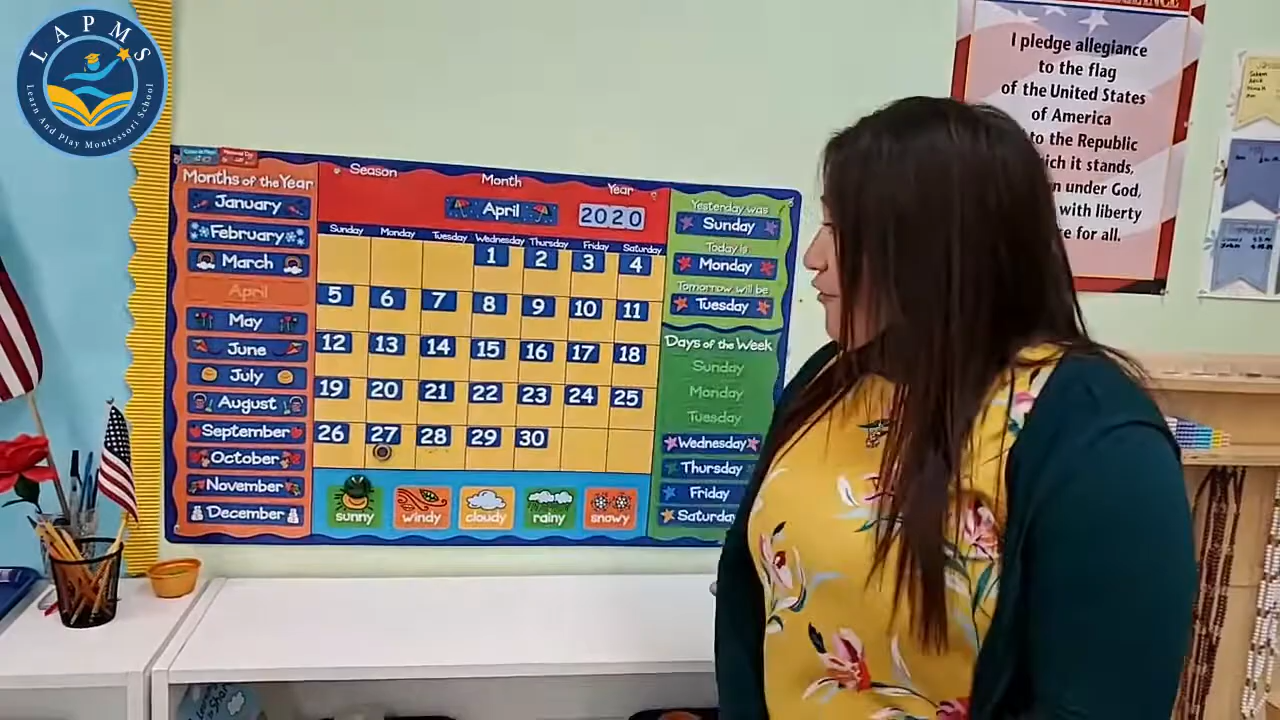 LAPMS
Learn And Play Montessori School
Months of the Year
January
February
March
April
May
June
July
August
September
October
November
December
Season Month Year
April 2020
Sunday Monday Tuesday Wednesday Thursday Friday Saturday
1 2 3 4
5 6 7 8 9 10 11
12 13 14 15 16 17 18
19 20 21 22 23 24 25
26 27 28 29 30
sunny windy cloudy rainy snowy
Yesterday was
Sunday
Today is
Monday
Tomorrow will be
Tuesday
Days of the Week
Sunday
Monday
Tuesday
Wednesday
Thursday
Friday
Saturday
I pledge allegiance
to the flag
of the United States
of America
to the Republic
it stands,
under God,
with liberty
for all.